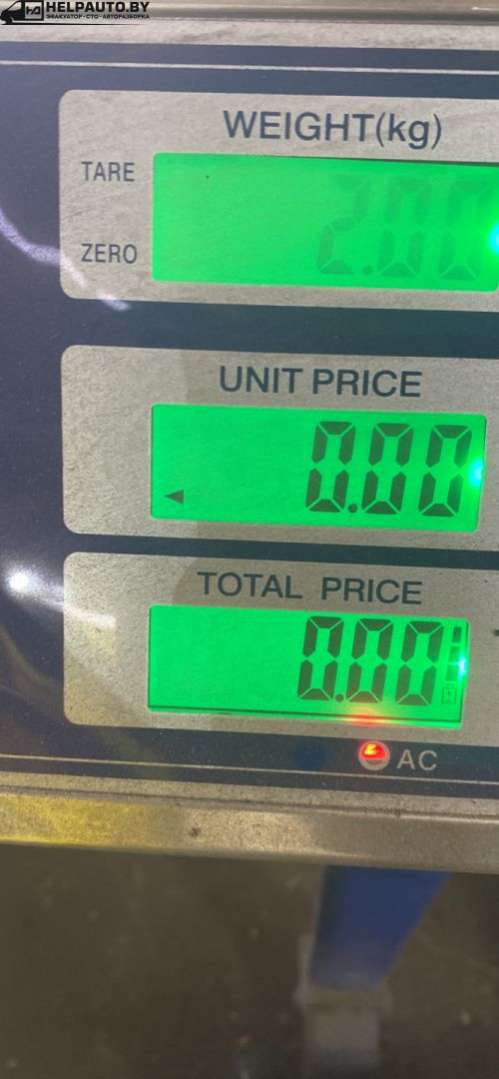 HELPAUTO.BY
ЭВАКУАТОР•СТО•АВТОРАЗБОРКА
WEIGHT(kg)
TARE
2.00
ZERO
UNIT PRICE
0.00
TOTAL PRICE
0.00
AC